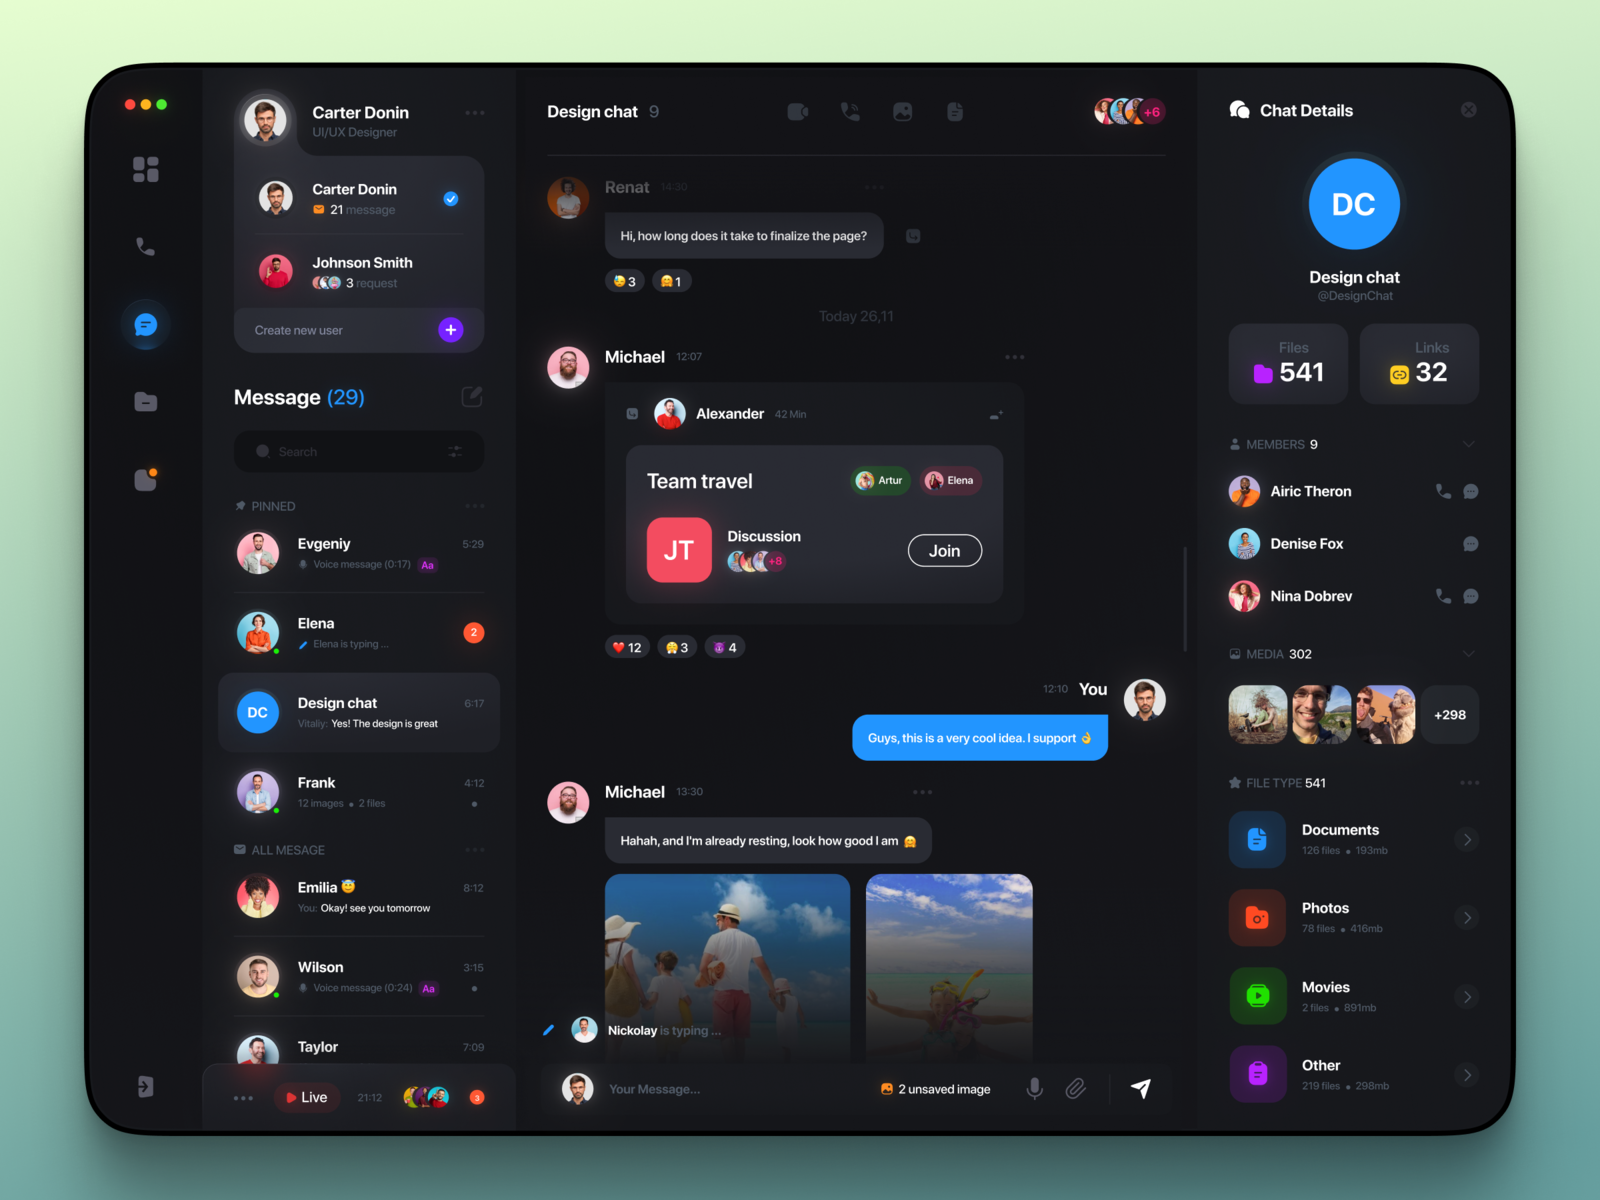 Carter Donin
UI/UX Designer
Carter Donin
21 message
Johnson Smith
3 request
Create new user
Message (29)
Search
PINNED
Evgeniy
5:29
Voice message (0:17) Aa
Elena
Elena is typing ...
2
DC
Design chat
6:17
Vitaliy: Yes! The design is great
Frank
4:12
12 images • 2 files
ALL MESAGE
Emilia 😇
8:12
You: Okay! see you tomorrow
Wilson
3:15
Voice message (0:24) Aa
Taylor
7:09
Live
21:12
3
Design chat 9
+6
Renat 14:30
Hi, how long does it take to finalize the page?
😅 3
🤗 1
Today 26,11
Michael 12:07
Alexander 42 Min
Team travel
Artur
Elena
JT
Discussion
+8
Join
❤️ 12
🤗 3
😈 4
12:10 You
Guys, this is a very cool idea. I support 👌
Michael 13:30
Hahah, and I'm already resting, look how good I am 🤗
Nickolay is typing ...
Your Message...
2 unsaved image
Chat Details
DC
Design chat
@DesignChat
Files
541
Links
32
MEMBERS 9
Airic Theron
Denise Fox
Nina Dobrev
MEDIA 302
+298
FILE TYPE 541
Documents
126 files • 193mb
Photos
78 files • 416mb
Movies
2 files • 891mb
Other
219 files • 298mb